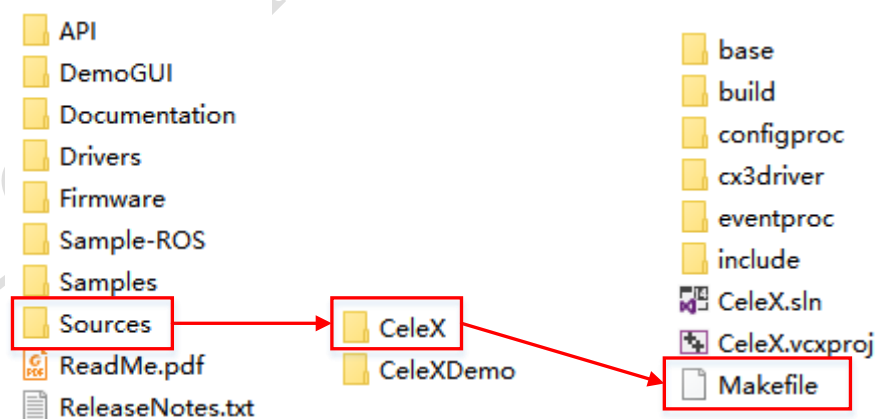 API
DemoGUI
Documentation
Drivers
Firmware
Sample-ROS
Samples
Sources
ReadMe.pdf
ReleaseNotes.txt
CeleX
CeleXDemo
base
build
configproc
cx3driver
eventproc
include
CeleX.sln
CeleX.vcxproj
Makefile